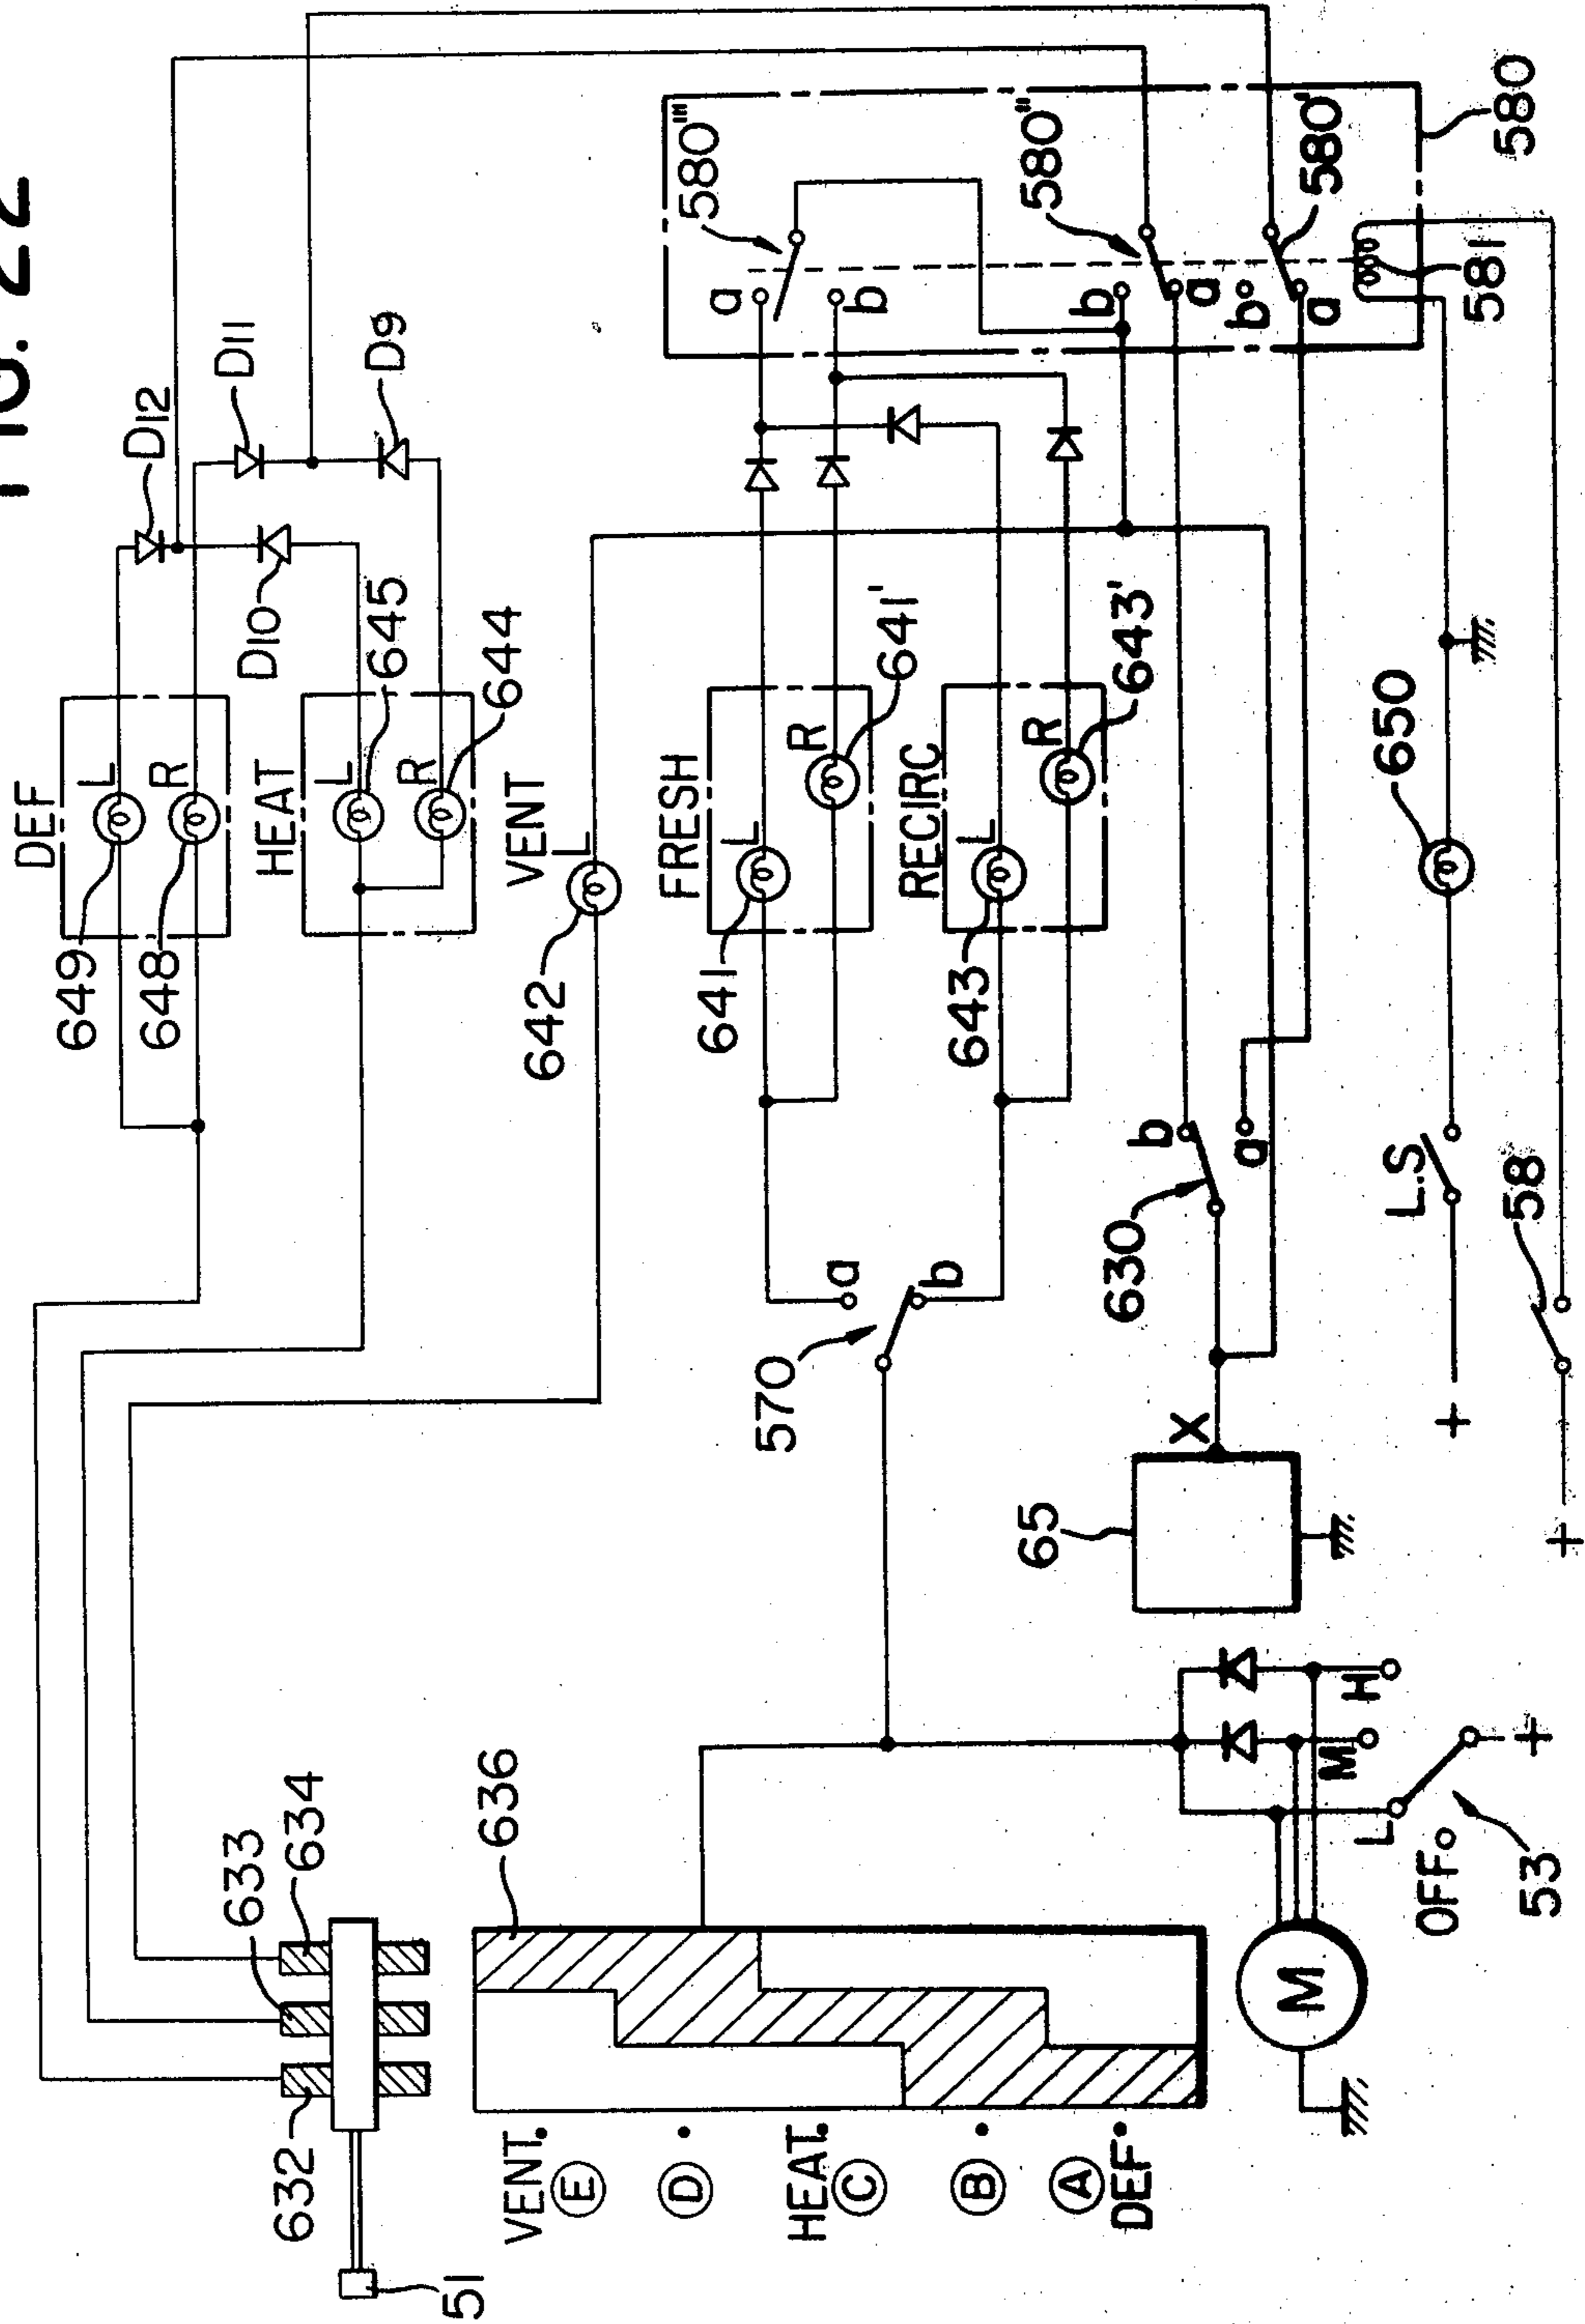 FIG. 22
DEF
L
R
649
648
D12
D11
D10
D9
HEAT
L
R
645
644
VENT
L
642
FRESH
L
R
641
641'
RECIRC
L
R
643
643'
580'''
a
b
580''
b
a
b
a
580'
581
580
570
a
b
630
b
a
65
X
L.S
650
+
58
+
632
633
634
51
636
VENT
E
D
HEAT
C
B
A
DEF
M
L
M
H
OFF
53
+